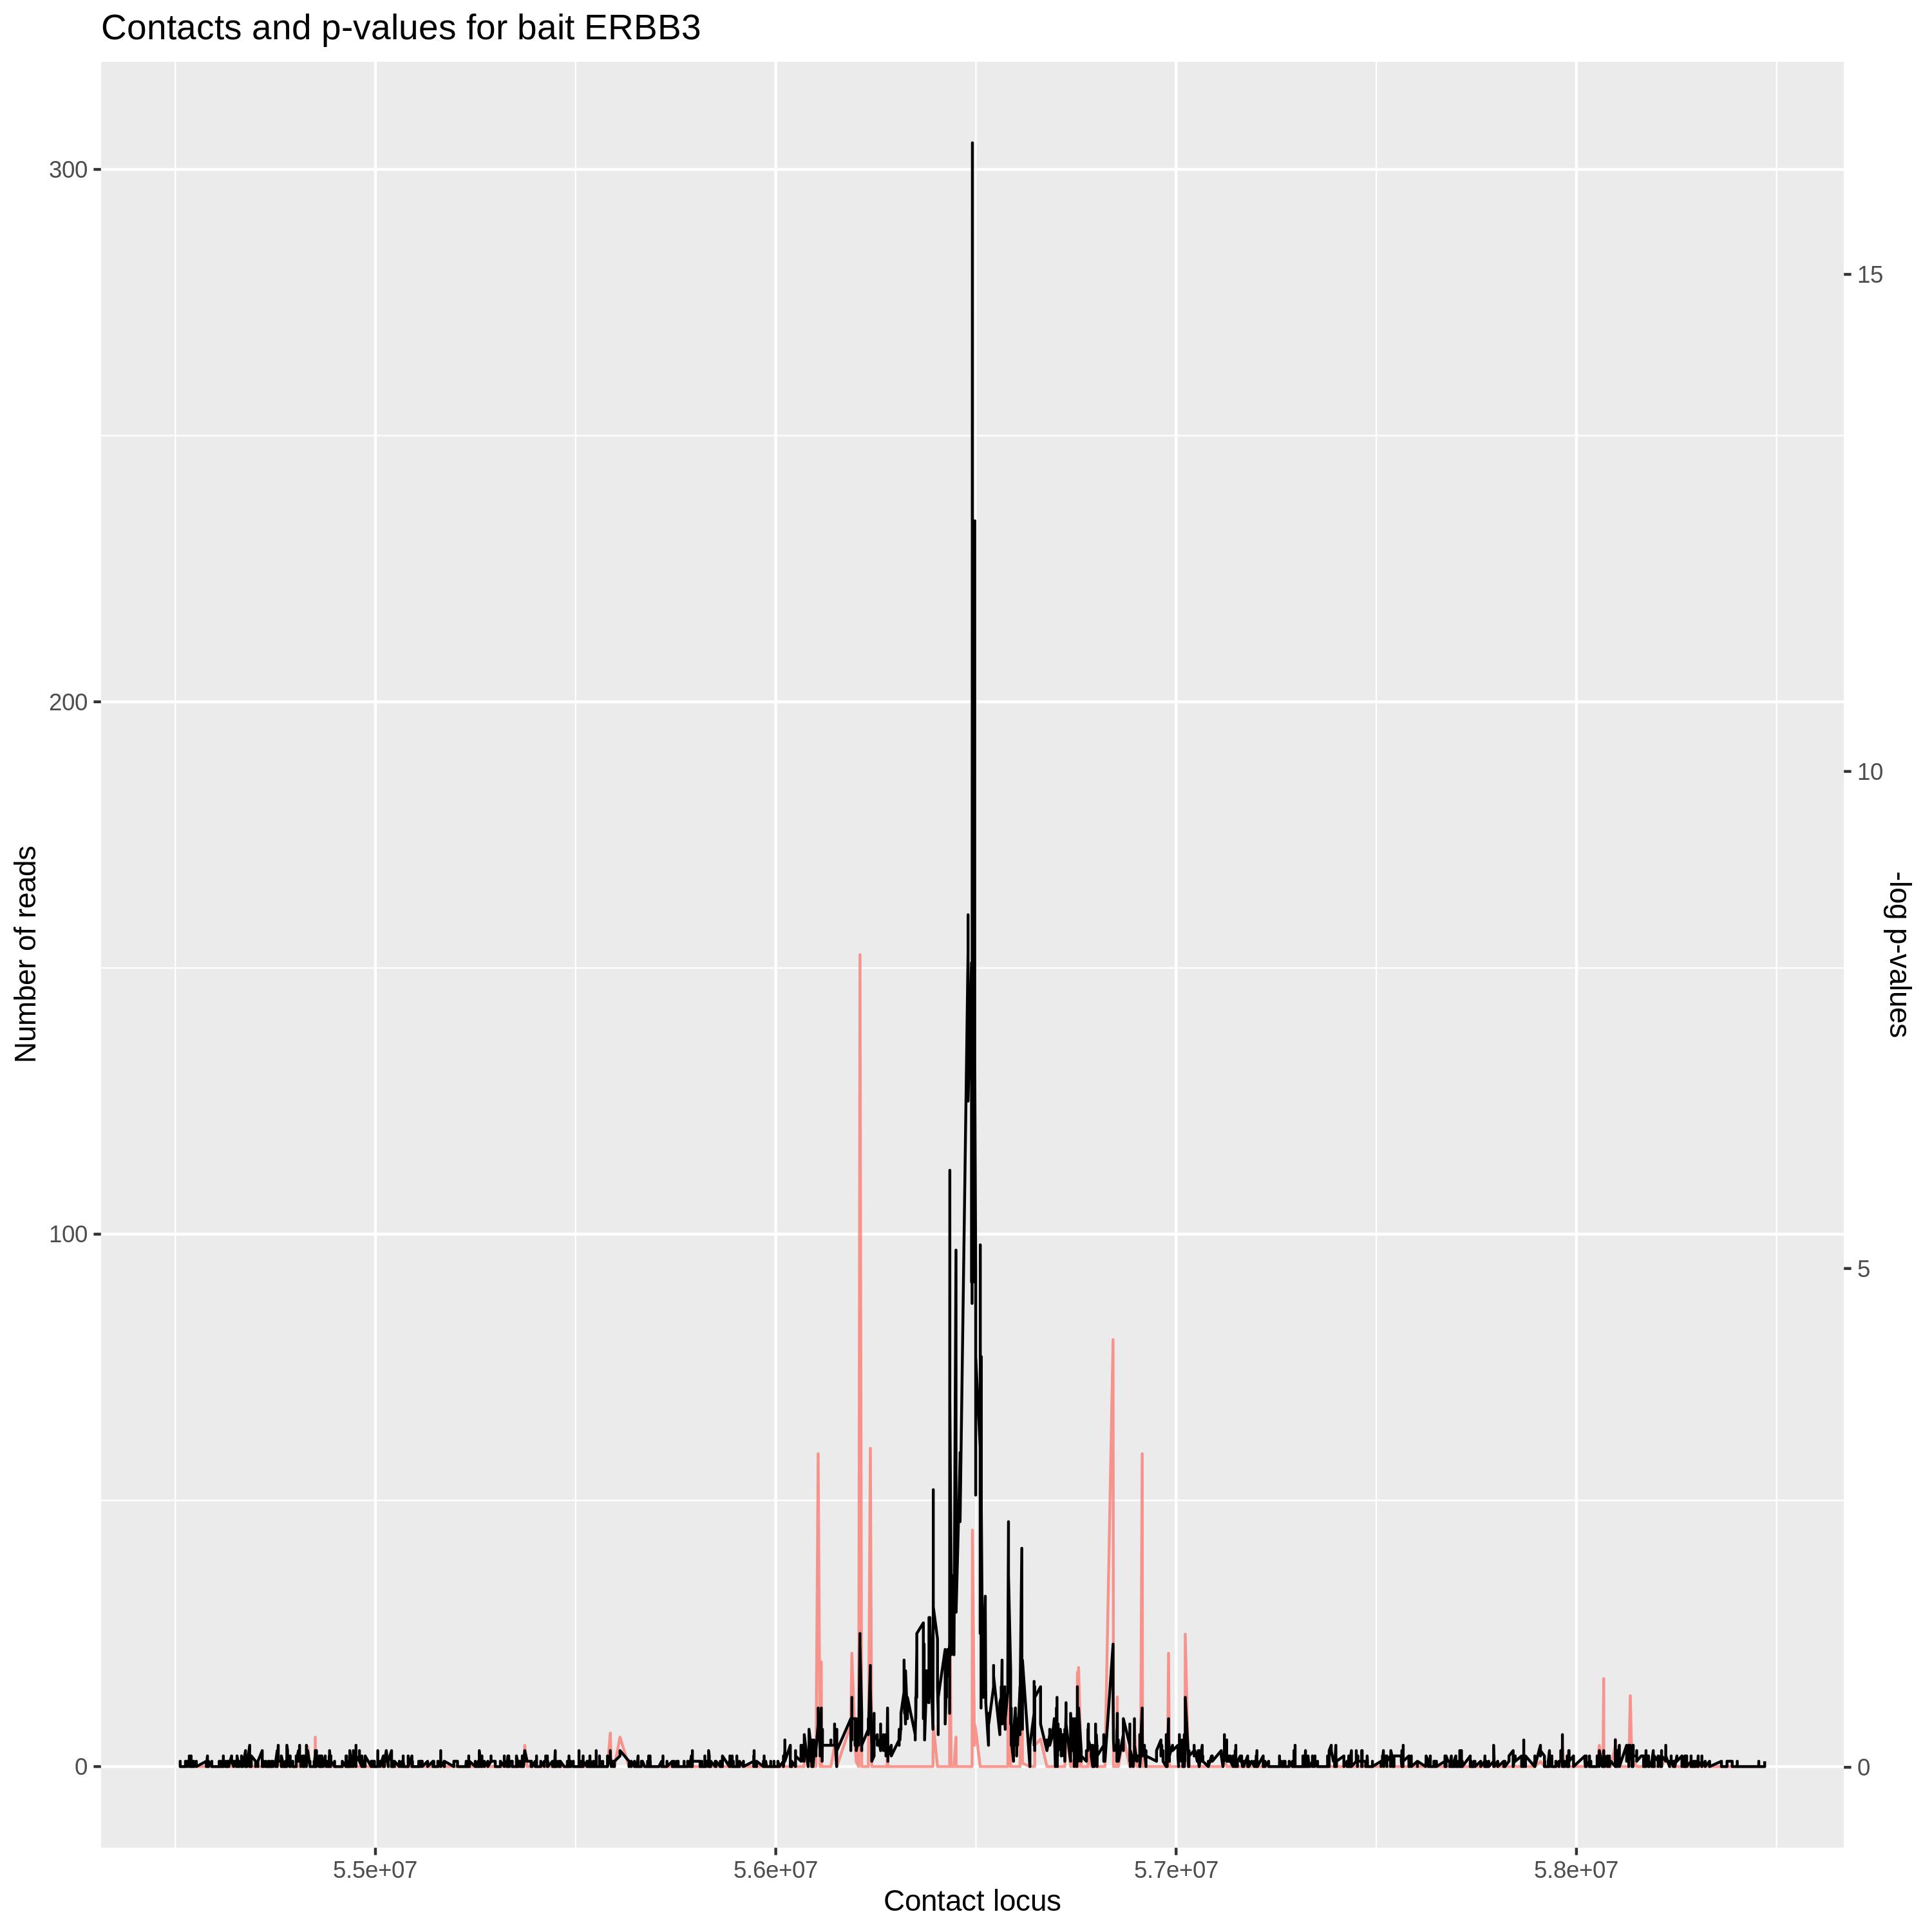 Contacts and p-values for bait ERBB3
300
200
100
0
Number of reads
15
10
5
0
-log p-values
5.5e+07 5.6e+07 5.7e+07 5.8e+07
Contact locus